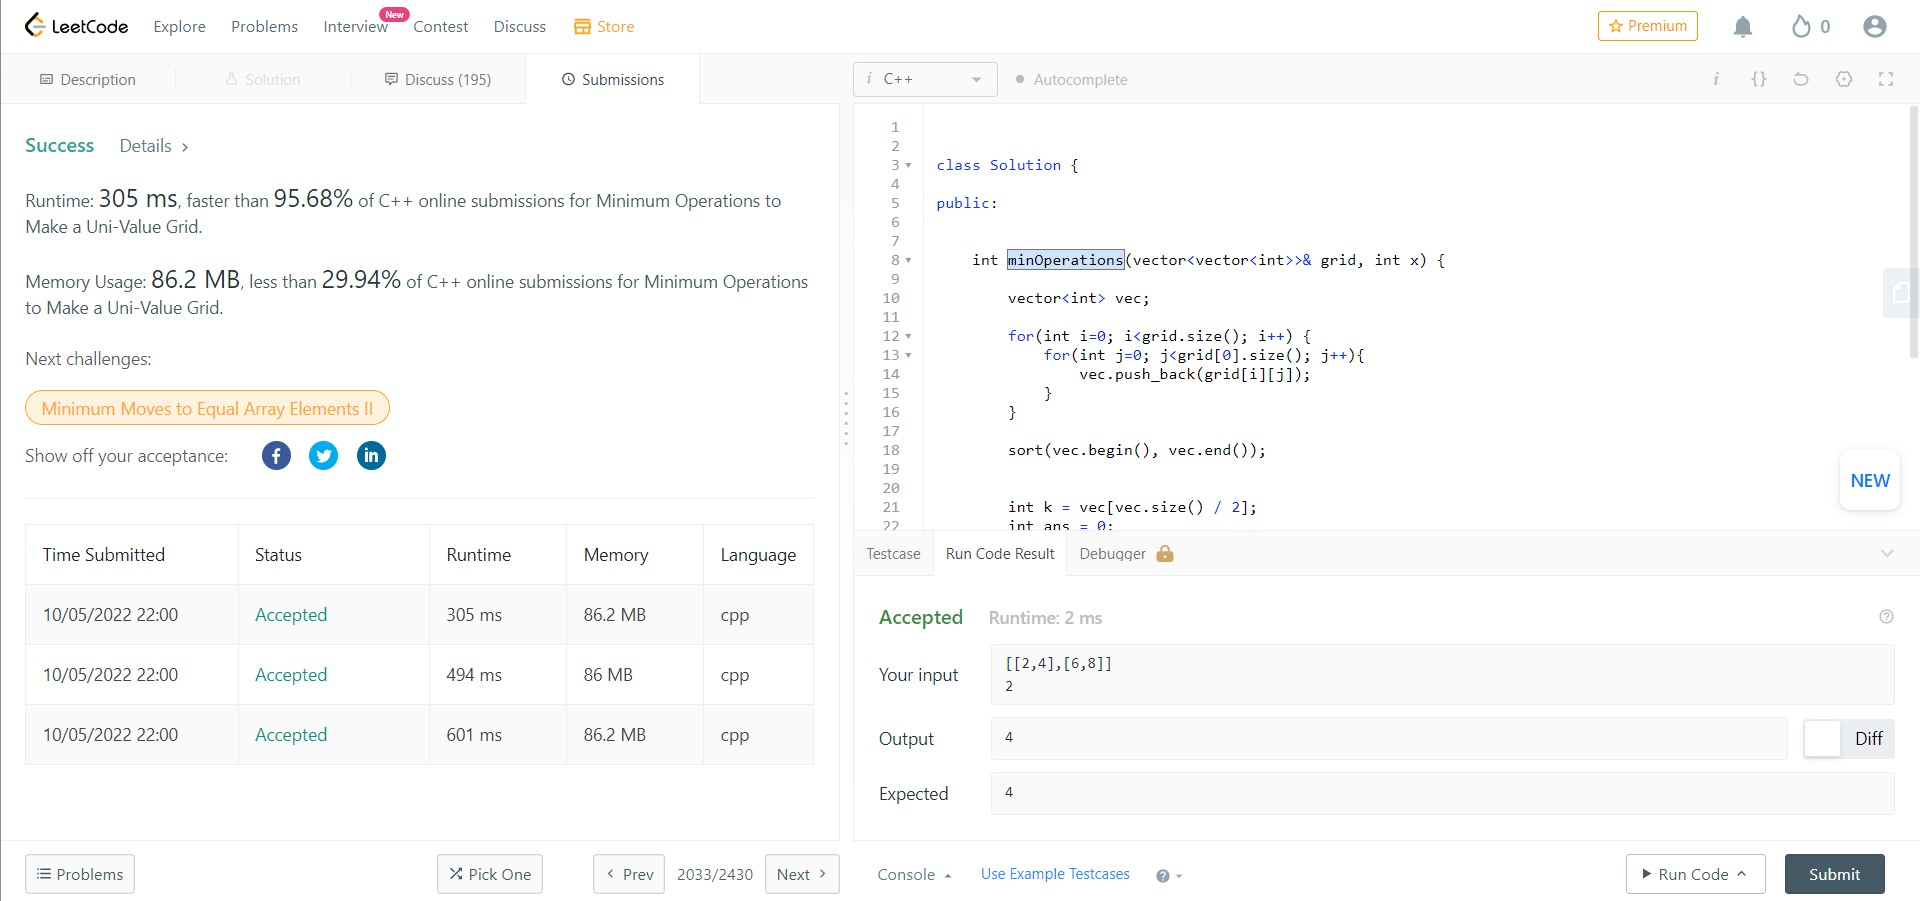 LeetCode Explore Problems Interview New Contest Discuss Store Premium 0
Description Solution Discuss (195) Submissions
Success Details >
Runtime: 305 ms, faster than 95.68% of C++ online submissions for Minimum Operations to
Make a Uni-Value Grid.
Memory Usage: 86.2 MB, less than 29.94% of C++ online submissions for Minimum Operations
to Make a Uni-Value Grid.
Next challenges:
Minimum Moves to Equal Array Elements II
Show off your acceptance:
Time Submitted Status Runtime Memory Language
10/05/2022 22:00 Accepted 305 ms 86.2 MB cpp
10/05/2022 22:00 Accepted 494 ms 86 MB cpp
10/05/2022 22:00 Accepted 601 ms 86.2 MB cpp
Problems Pick One < Prev 2033/2430 Next >
i C++ Autocomplete i {}
1
2
3 class Solution {
4
5 public:
6
7
8 int minOperations(vector<vector<int>>& grid, int x) {
9
10 vector<int> vec;
11
12 for(int i=0; i<grid.size(); i++) {
13 for(int j=0; j<grid[0].size(); j++){
14 vec.push_back(grid[i][j]);
15 }
16 }
17
18 sort(vec.begin(), vec.end());
19
20
21 int k = vec[vec.size() / 2];
22 int ans = 0;
NEW
Testcase Run Code Result Debugger
Accepted Runtime: 2 ms
Your input
[[2,4],[6,8]]
2
Output 4 Diff
Expected 4
Console Use Example Testcases Run Code Submit